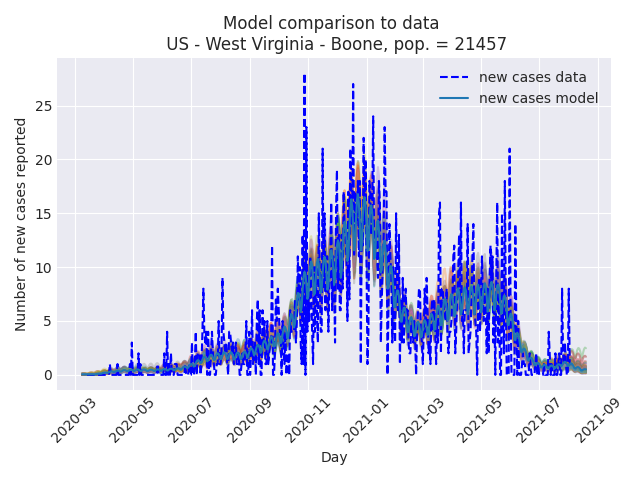 Model comparison to data
US - West Virginia - Boone, pop. = 21457
new cases data
new cases model
Number of new cases reported
25
20
15
10
5
0
2020-03
2020-05
2020-07
2020-09
2020-11
2021-01
2021-03
2021-05
2021-07
2021-09
Day